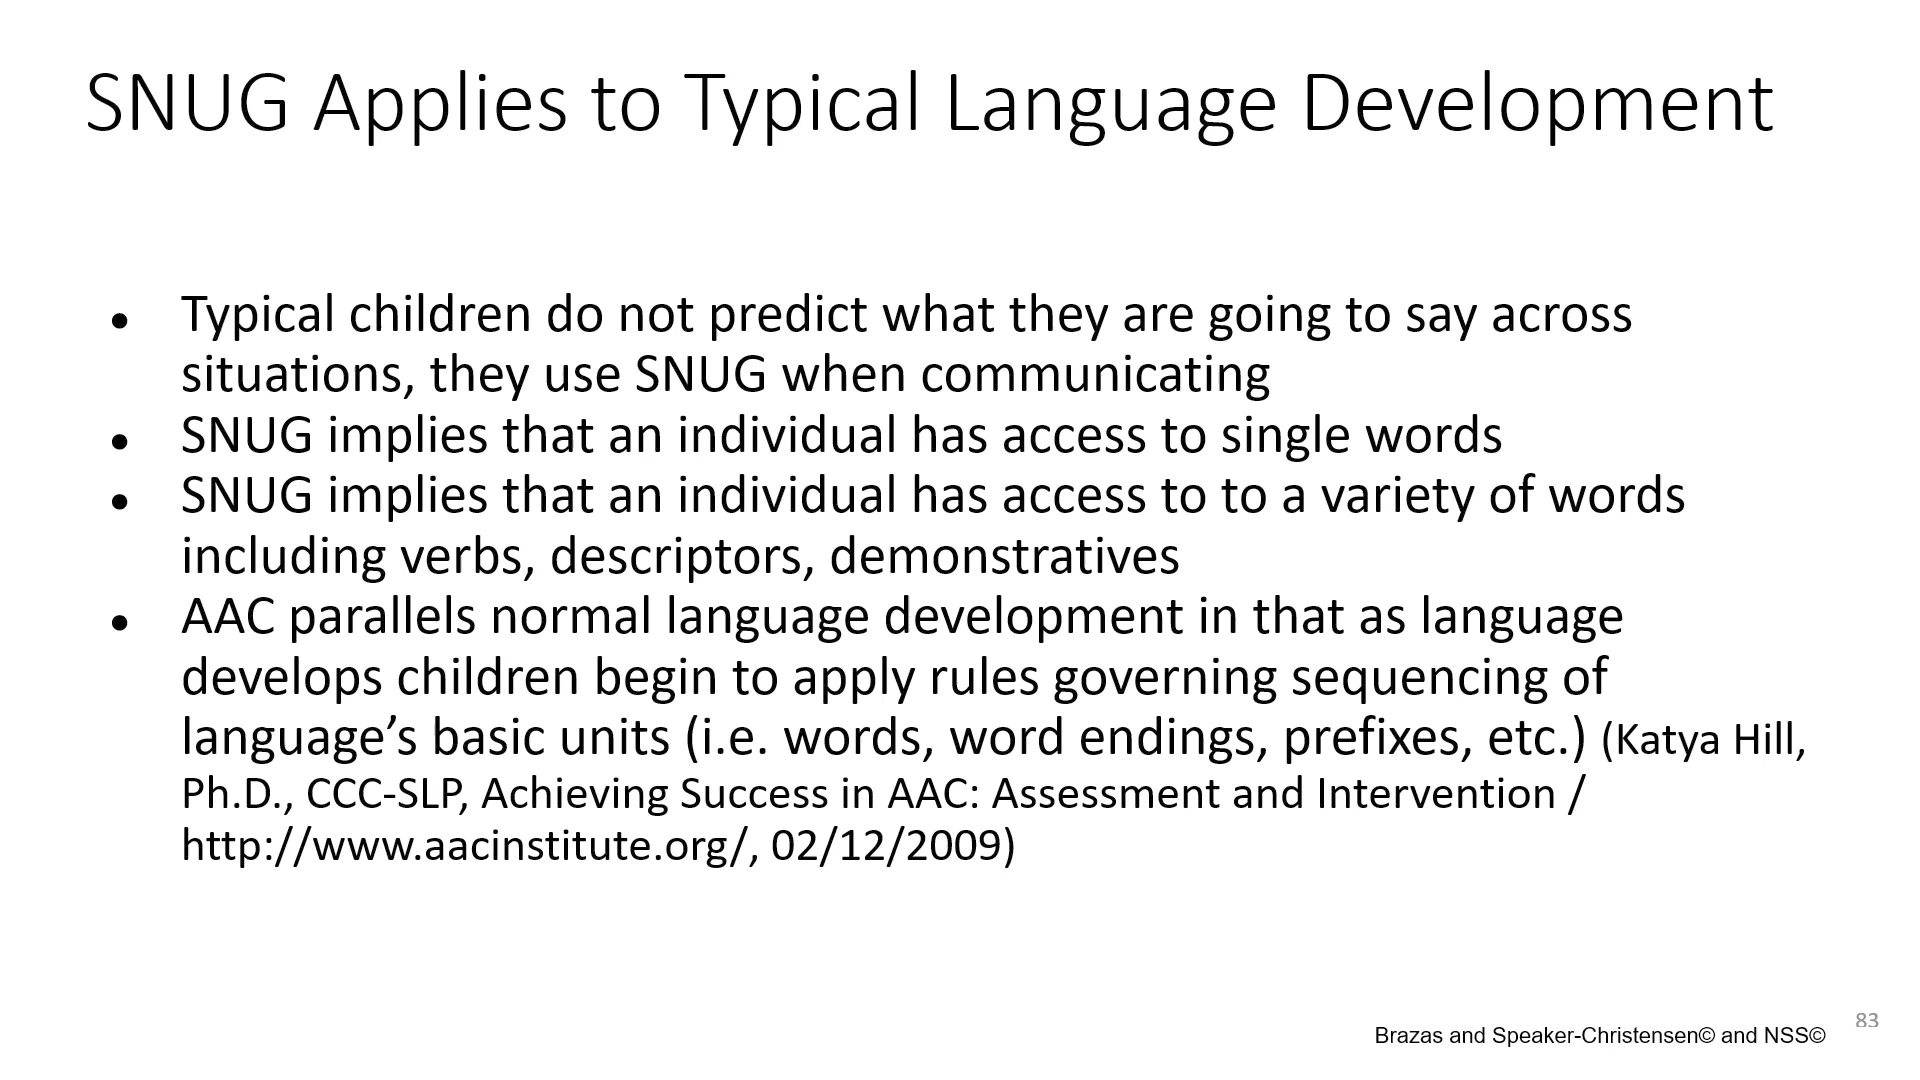 SNUG Applies to Typical Language Development
● Typical children do not predict what they are going to say across
situations, they use SNUG when communicating
● SNUG implies that an individual has access to single words
● SNUG implies that an individual has access to to a variety of words
including verbs, descriptors, demonstratives
● AAC parallels normal language development in that as language
develops children begin to apply rules governing sequencing of
language’s basic units (i.e. words, word endings, prefixes, etc.) (Katya Hill,
Ph.D., CCC-SLP, Achieving Success in AAC: Assessment and Intervention /
http://www.aacinstitute.org/, 02/12/2009)
Brazas and Speaker-Christensen© and NSS©
83